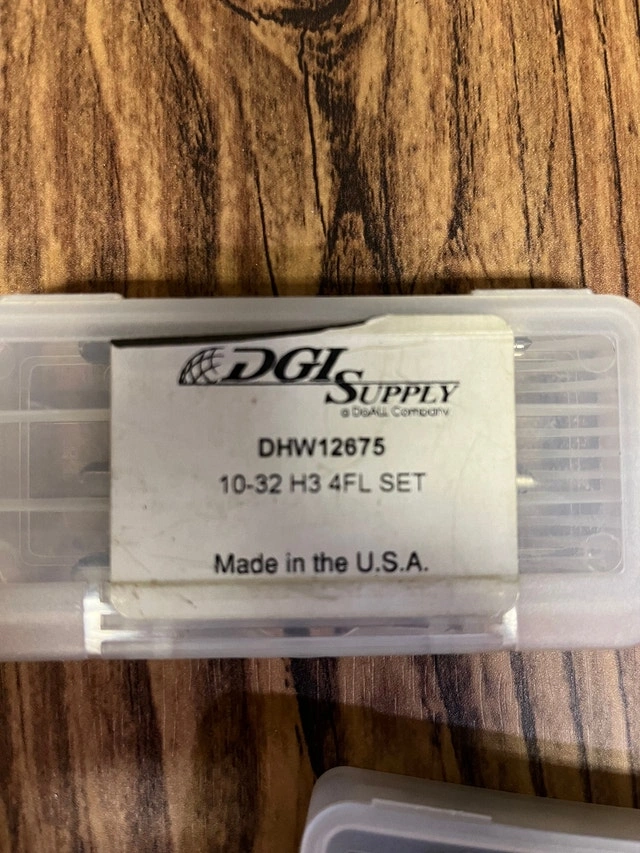 DGI
SUPPLY
a DoALL Company
DHW12675
10-32 H3 4FL SET
Made in the U.S.A.